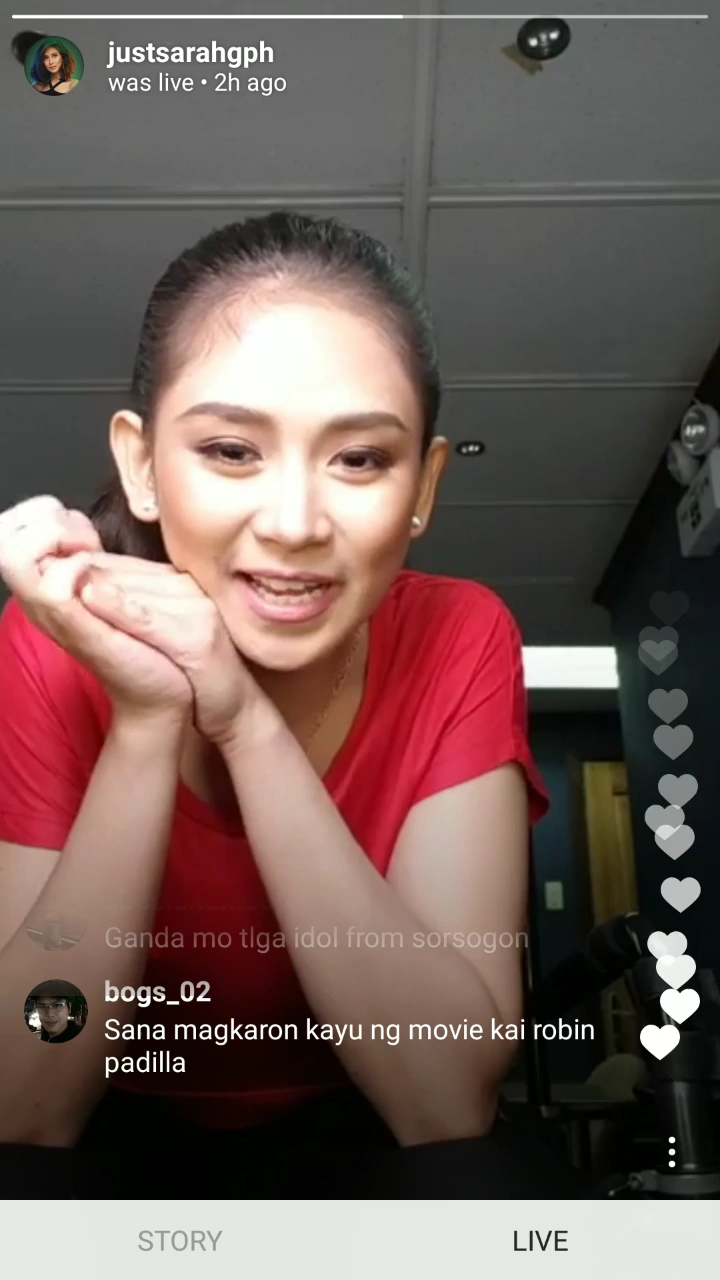 justsarahgph
was live • 2h ago
Ganda mo tlga idol from sorsogon
bogs_02
Sana magkaron kayu ng movie kai robin
padilla
STORY
LIVE